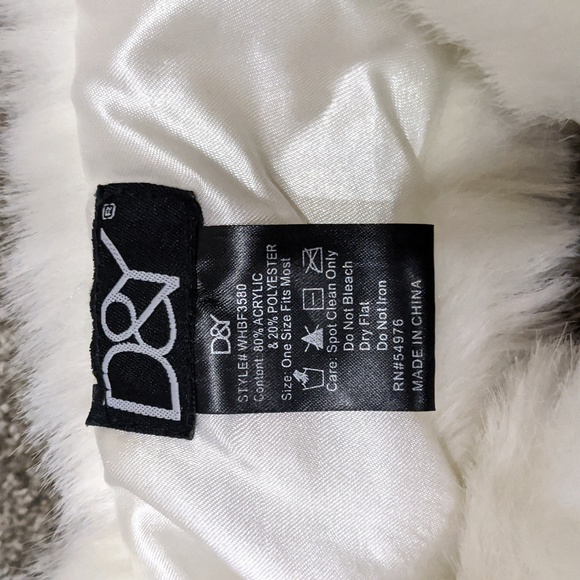 D&Y
D&Y
STYLE# WHBF3580
Content: 80% ACRYLIC
& 20% POLYESTER
Size: One Size Fits Most
Care: Spot Clean Only
Do Not Bleach
Dry Flat
Do Not Iron
RN#54976
MADE IN CHINA